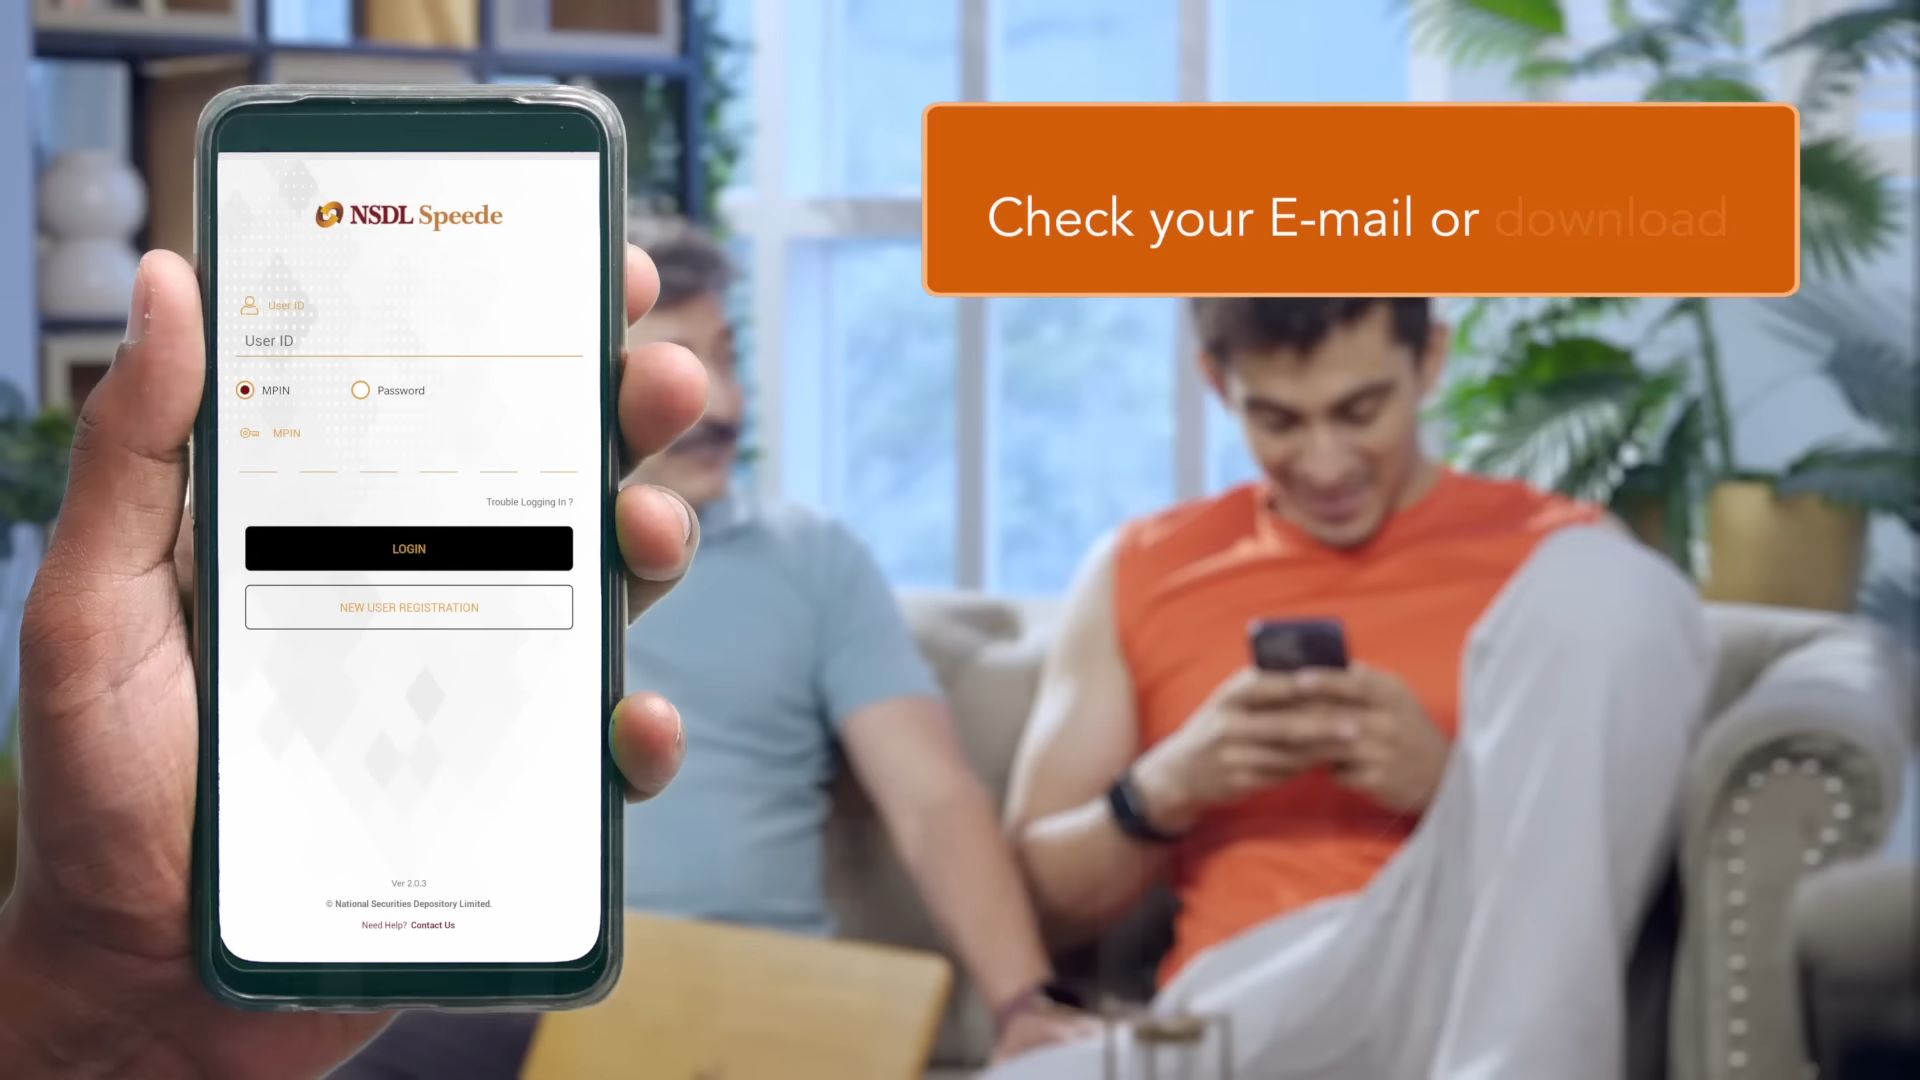 NSDL Speede
User ID
User ID
MPIN
Password
MPIN
Trouble Logging In ?
LOGIN
NEW USER REGISTRATION
Ver 2.0.3
© National Securities Depository Limited.
Need Help? Contact Us
Check your E-mail or download